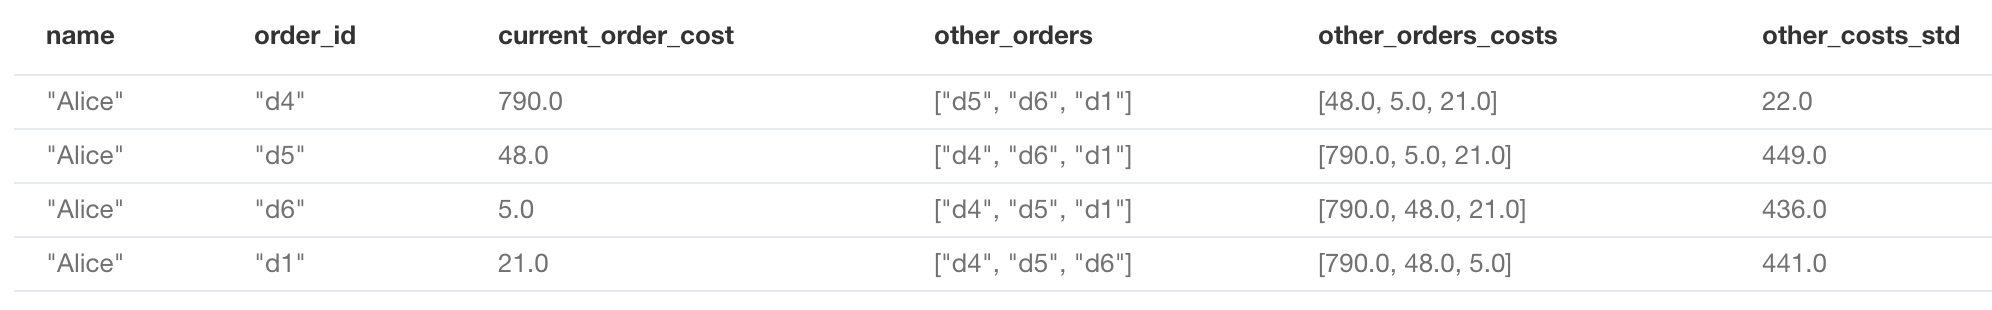 name order_id current_order_cost other_orders other_orders_costs other_costs_std
"Alice" "d4" 790.0 ["d5", "d6", "d1"] [48.0, 5.0, 21.0] 22.0
"Alice" "d5" 48.0 ["d4", "d6", "d1"] [790.0, 5.0, 21.0] 449.0
"Alice" "d6" 5.0 ["d4", "d5", "d1"] [790.0, 48.0, 21.0] 436.0
"Alice" "d1" 21.0 ["d4", "d5", "d6"] [790.0, 48.0, 5.0] 441.0